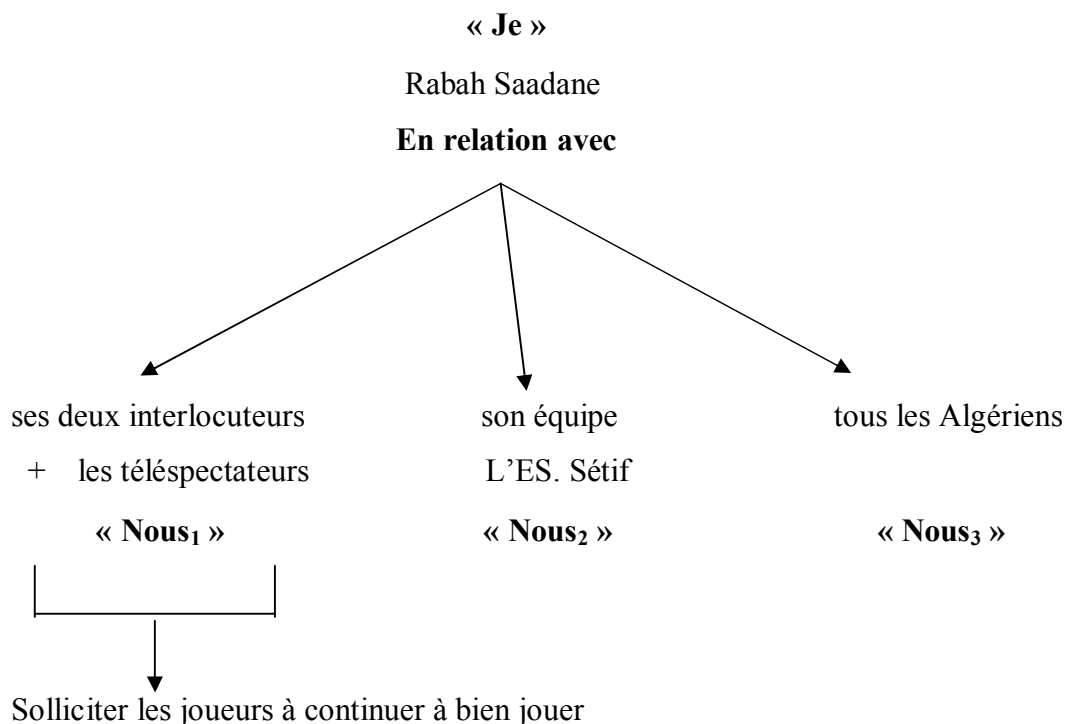 « Je »
Rabah Saadane
En relation avec
ses deux interlocuteurs
+ les téléspectateurs
« Nous₁ »
son équipe
L’ES. Sétif
« Nous₂ »
tous les Algériens
« Nous₃ »
Solliciter les joueurs à continuer à bien jouer